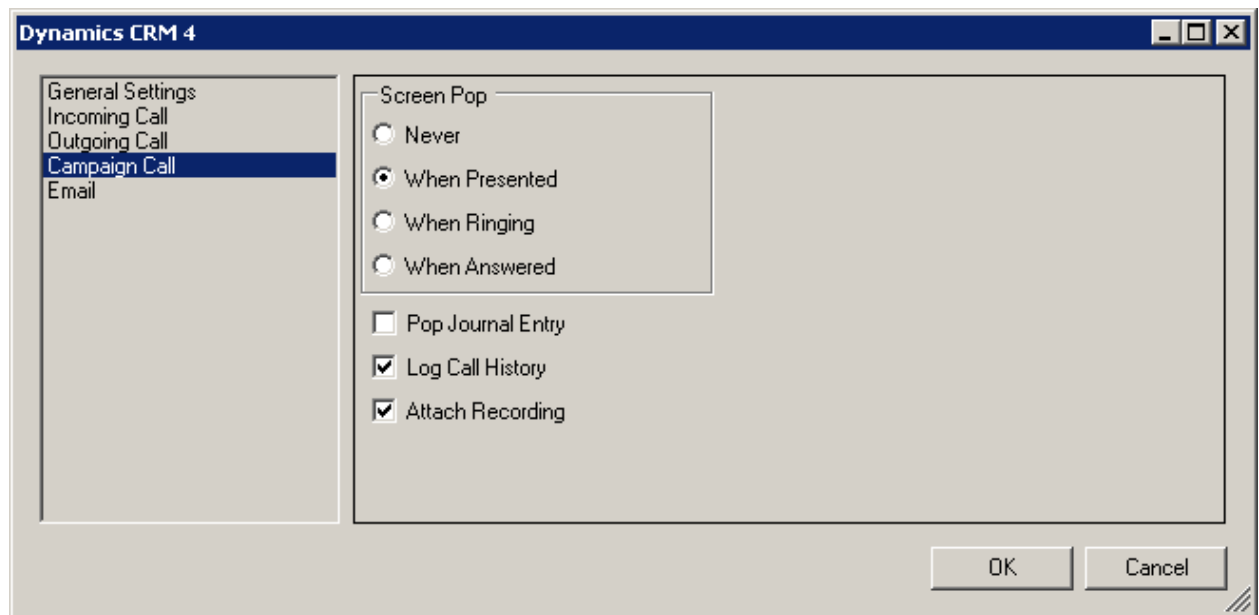 Dynamics CRM 4
General Settings
Incoming Call
Outgoing Call
Campaign Call
Email
Screen Pop
Never
When Presented
When Ringing
When Answered
Pop Journal Entry
Log Call History
Attach Recording
OK
Cancel